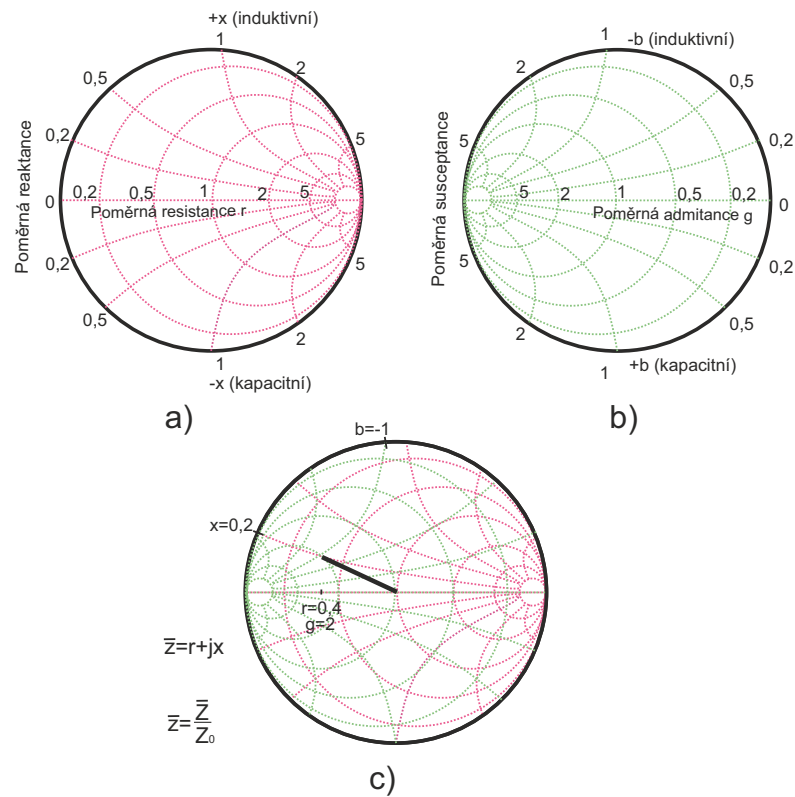 +x (induktivní)
1
2
0,5
0,2
5
0
0,2
0,5
1
2
5
Poměrná resistance r
Poměrná reaktance
0,2
5
0,5
2
1
-x (kapacitní)
a)
1
-b (induktivní)
2
0,5
5
0,2
5
2
1
0,5
0,2
0
Poměrná admitance g
Poměrná susceptance
5
0,2
2
0,5
1
+b (kapacitní)
b)
b=-1
x=0,2
r=0,4
g=2
z=r+jx
z=Z/Z₀
c)